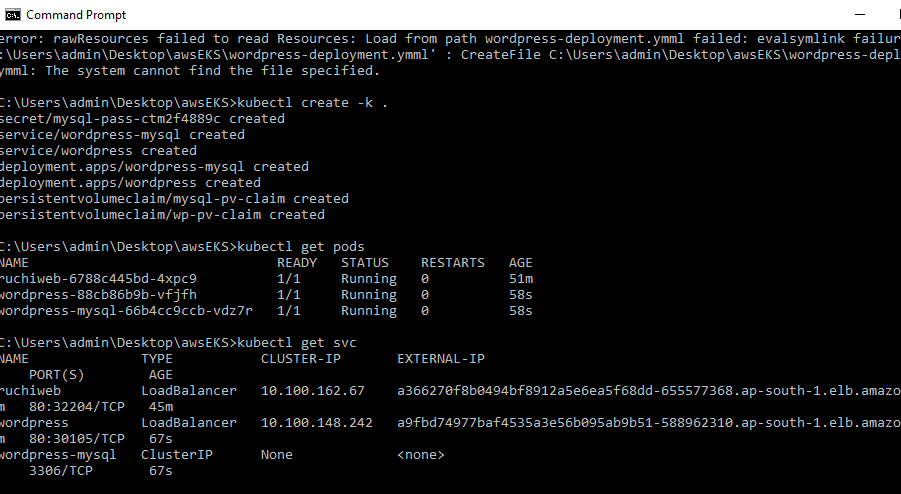 Command Prompt
error: rawResources failed to read Resources: Load from path wordpress-deployment.ymml failed: evalsymlink failur
:\Users\admin\Desktop\awsEKS\wordpress-deployment.ymml' : CreateFile C:\Users\admin\Desktop\awsEKS\wordpress-depl
ymml: The system cannot find the file specified.
C:\Users\admin\Desktop\awsEKS>kubectl create -k .
secret/mysql-pass-ctm2f4889c created
service/wordpress-mysql created
service/wordpress created
deployment.apps/wordpress-mysql created
deployment.apps/wordpress created
persistentvolumeclaim/mysql-pv-claim created
persistentvolumeclaim/wp-pv-claim created
C:\Users\admin\Desktop\awsEKS>kubectl get pods
NAME READY STATUS RESTARTS AGE
ruchiweb-6788c445bd-4xpc9 1/1 Running 0 51m
wordpress-88cb86b9b-vfjfh 1/1 Running 0 58s
wordpress-mysql-66b4cc9ccb-vdz7r 1/1 Running 0 58s
C:\Users\admin\Desktop\awsEKS>kubectl get svc
NAME TYPE CLUSTER-IP EXTERNAL-IP
PORT(S) AGE
ruchiweb LoadBalancer 10.100.162.67 a366270f8b0494bf8912a5e6ea5f68dd-655577368.ap-south-1.elb.amazo
m 80:32204/TCP 45m
wordpress LoadBalancer 10.100.148.242 a9fbd74977baf4535a3e56b095ab9b51-588962310.ap-south-1.elb.amazo
m 80:30105/TCP 67s
wordpress-mysql ClusterIP None <none>
3306/TCP 67s